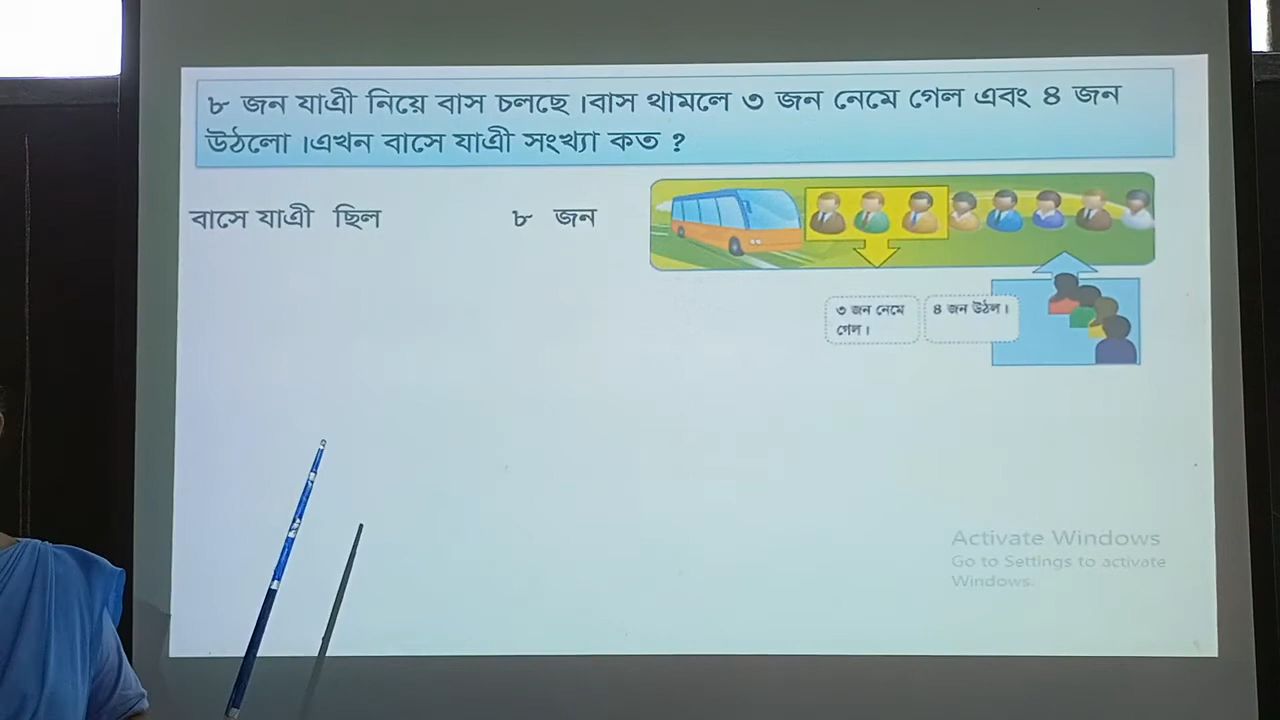 ৮ জন যাত্রী নিয়ে বাস চলছে ।বাস থামলে ৩ জন নেমে গেল এবং ৪ জন
উঠলো ।এখন বাসে যাত্রী সংখ্যা কত ?
বাসে যাত্রী ছিল ৮ জন
৩ জন নেমে
গেল ।
৪ জন উঠল ।
Activate Windows
Go to Settings to activate
Windows.